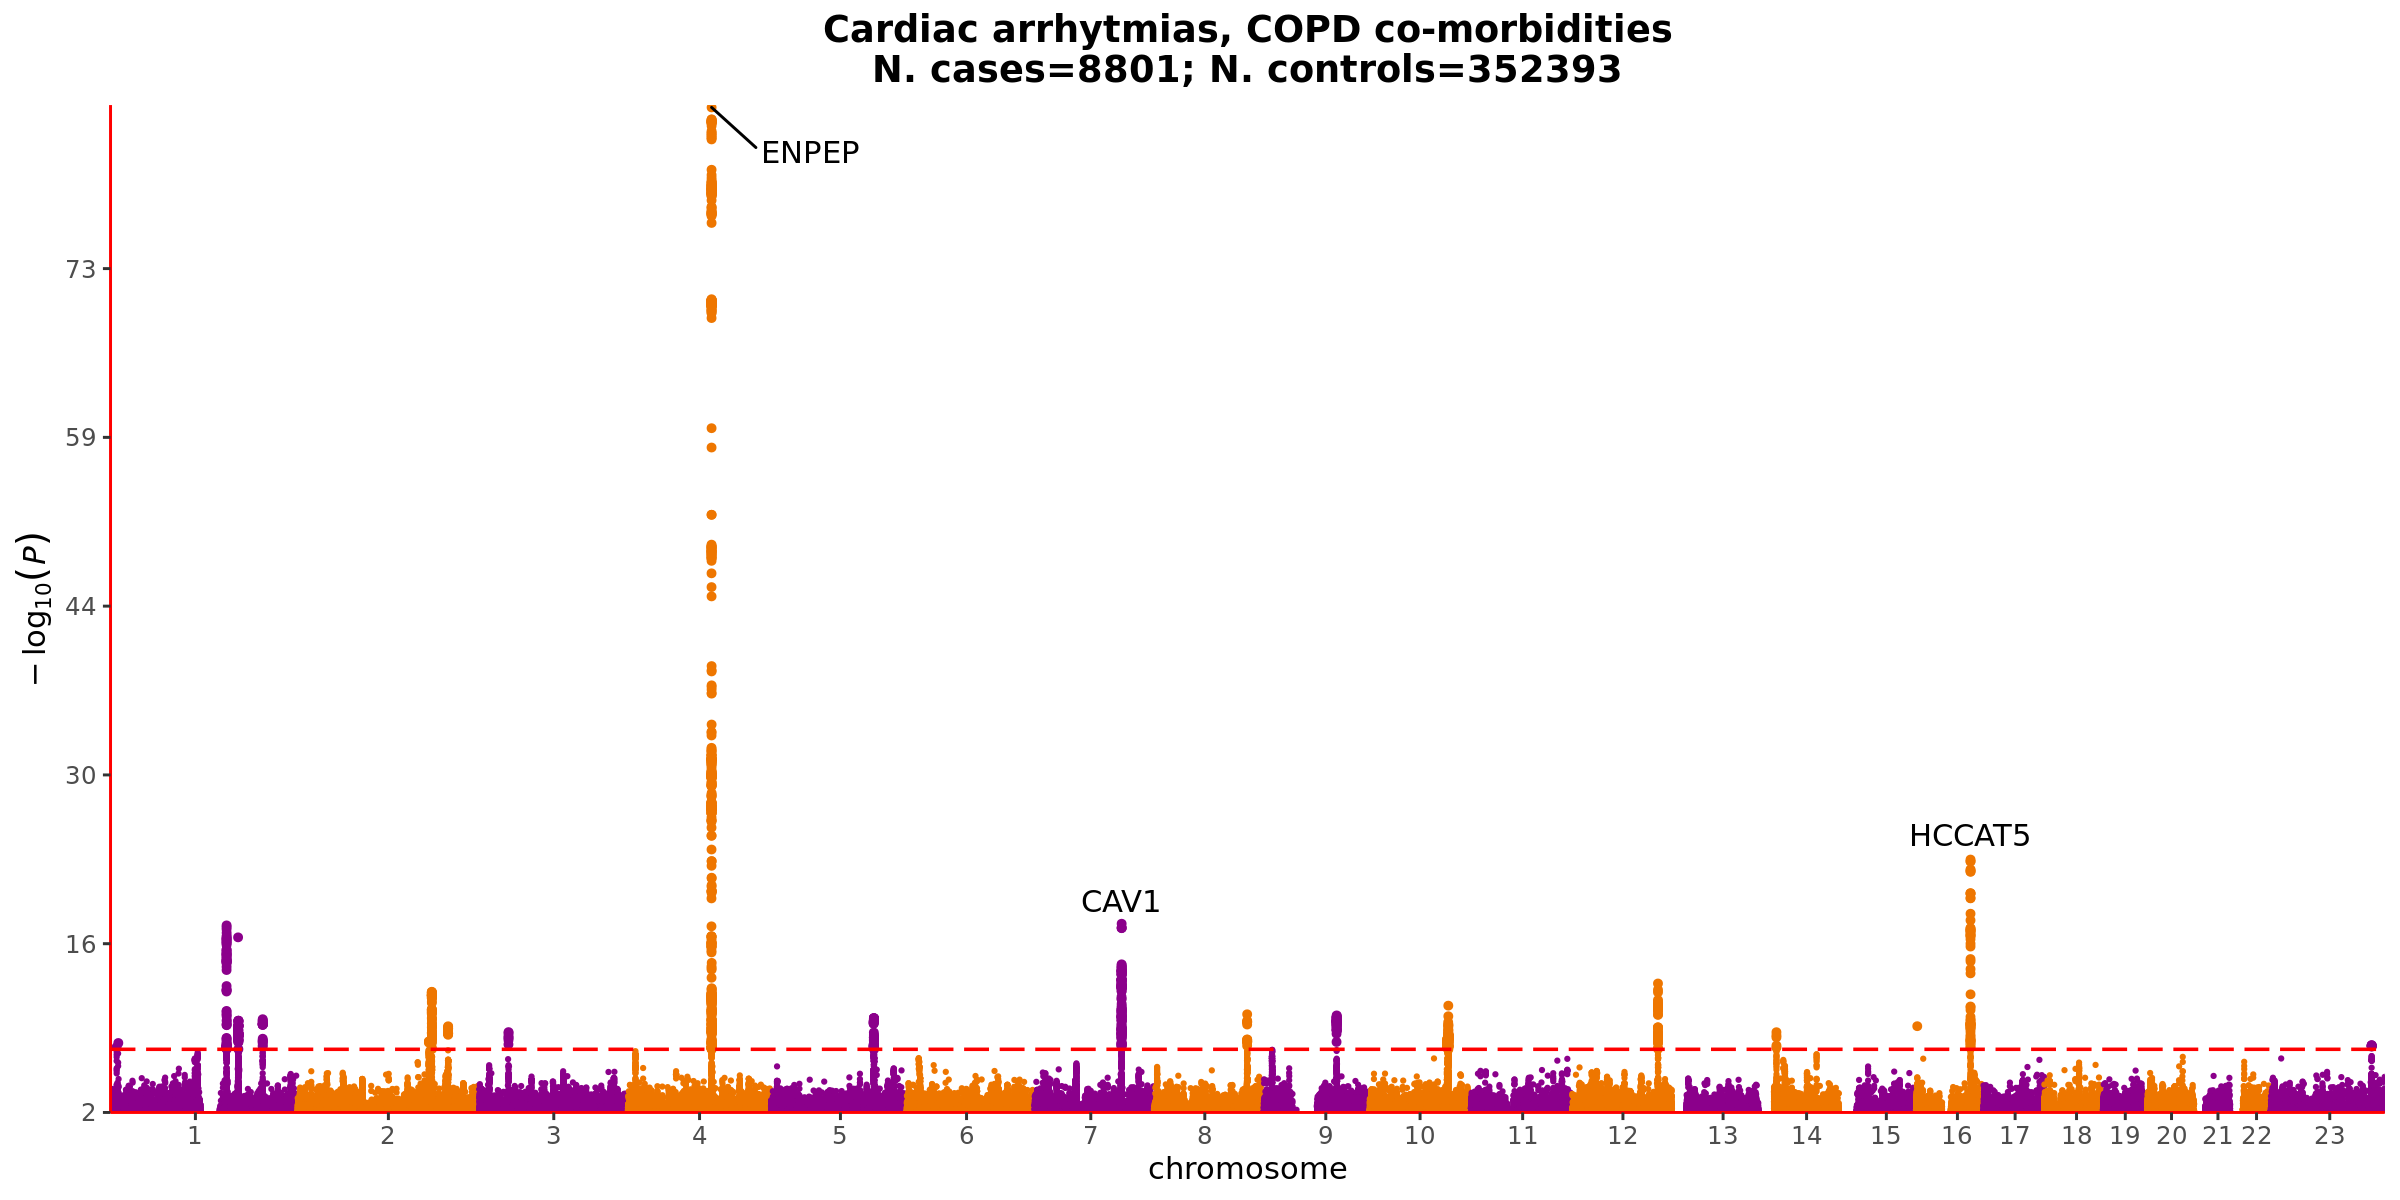 Cardiac arrhytmias, COPD co-morbidities
N. cases=8801; N. controls=352393
ENPEP
73
59
− log₁₀(P)
44
30
HCCAT5
CAV1
16
2
1 2 3 4 5 6 7 8 9 10 11 12 13 14 15 16 17 18 19 20 21 22 23
chromosome